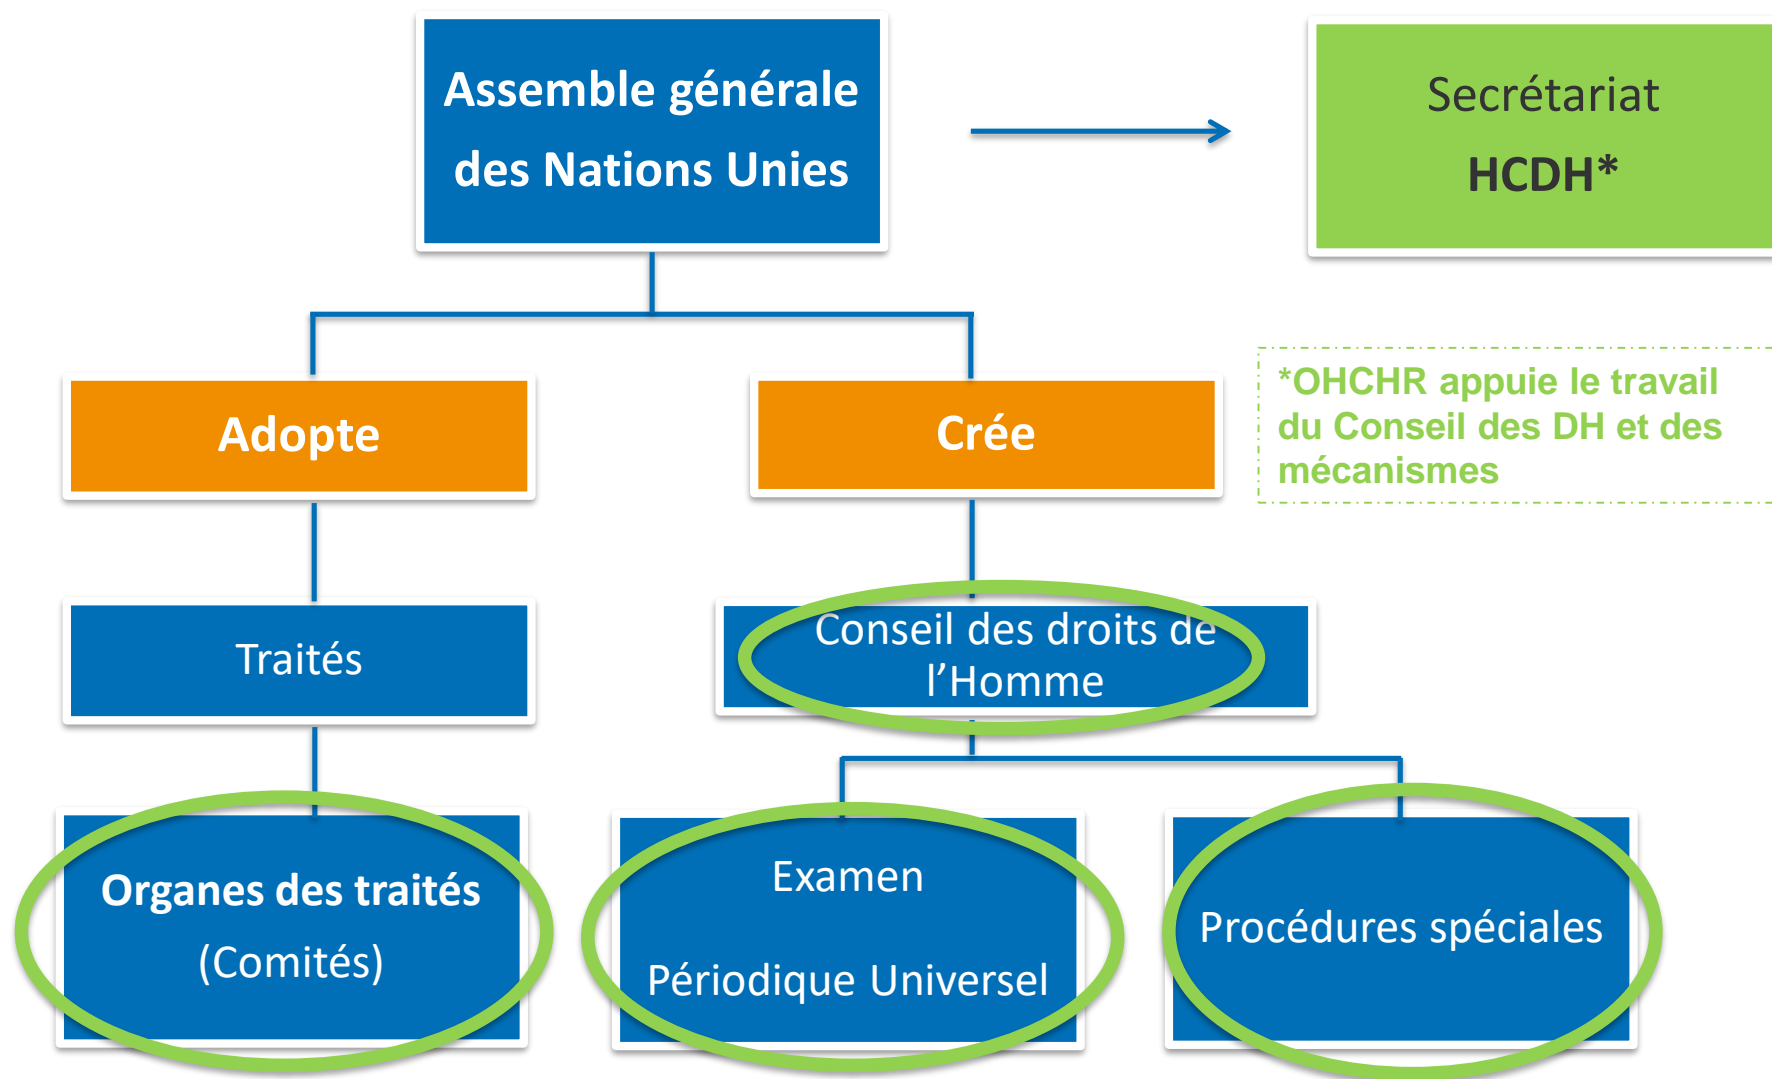 Assemble générale
des Nations Unies
Secrétariat
HCDH*
*OHCHR appuie le travail
du Conseil des DH et des
mécanismes
Adopte
Crée
Traités
Conseil des droits de
l’Homme
Organes des traités
(Comités)
Examen
Périodique Universel
Procédures spéciales